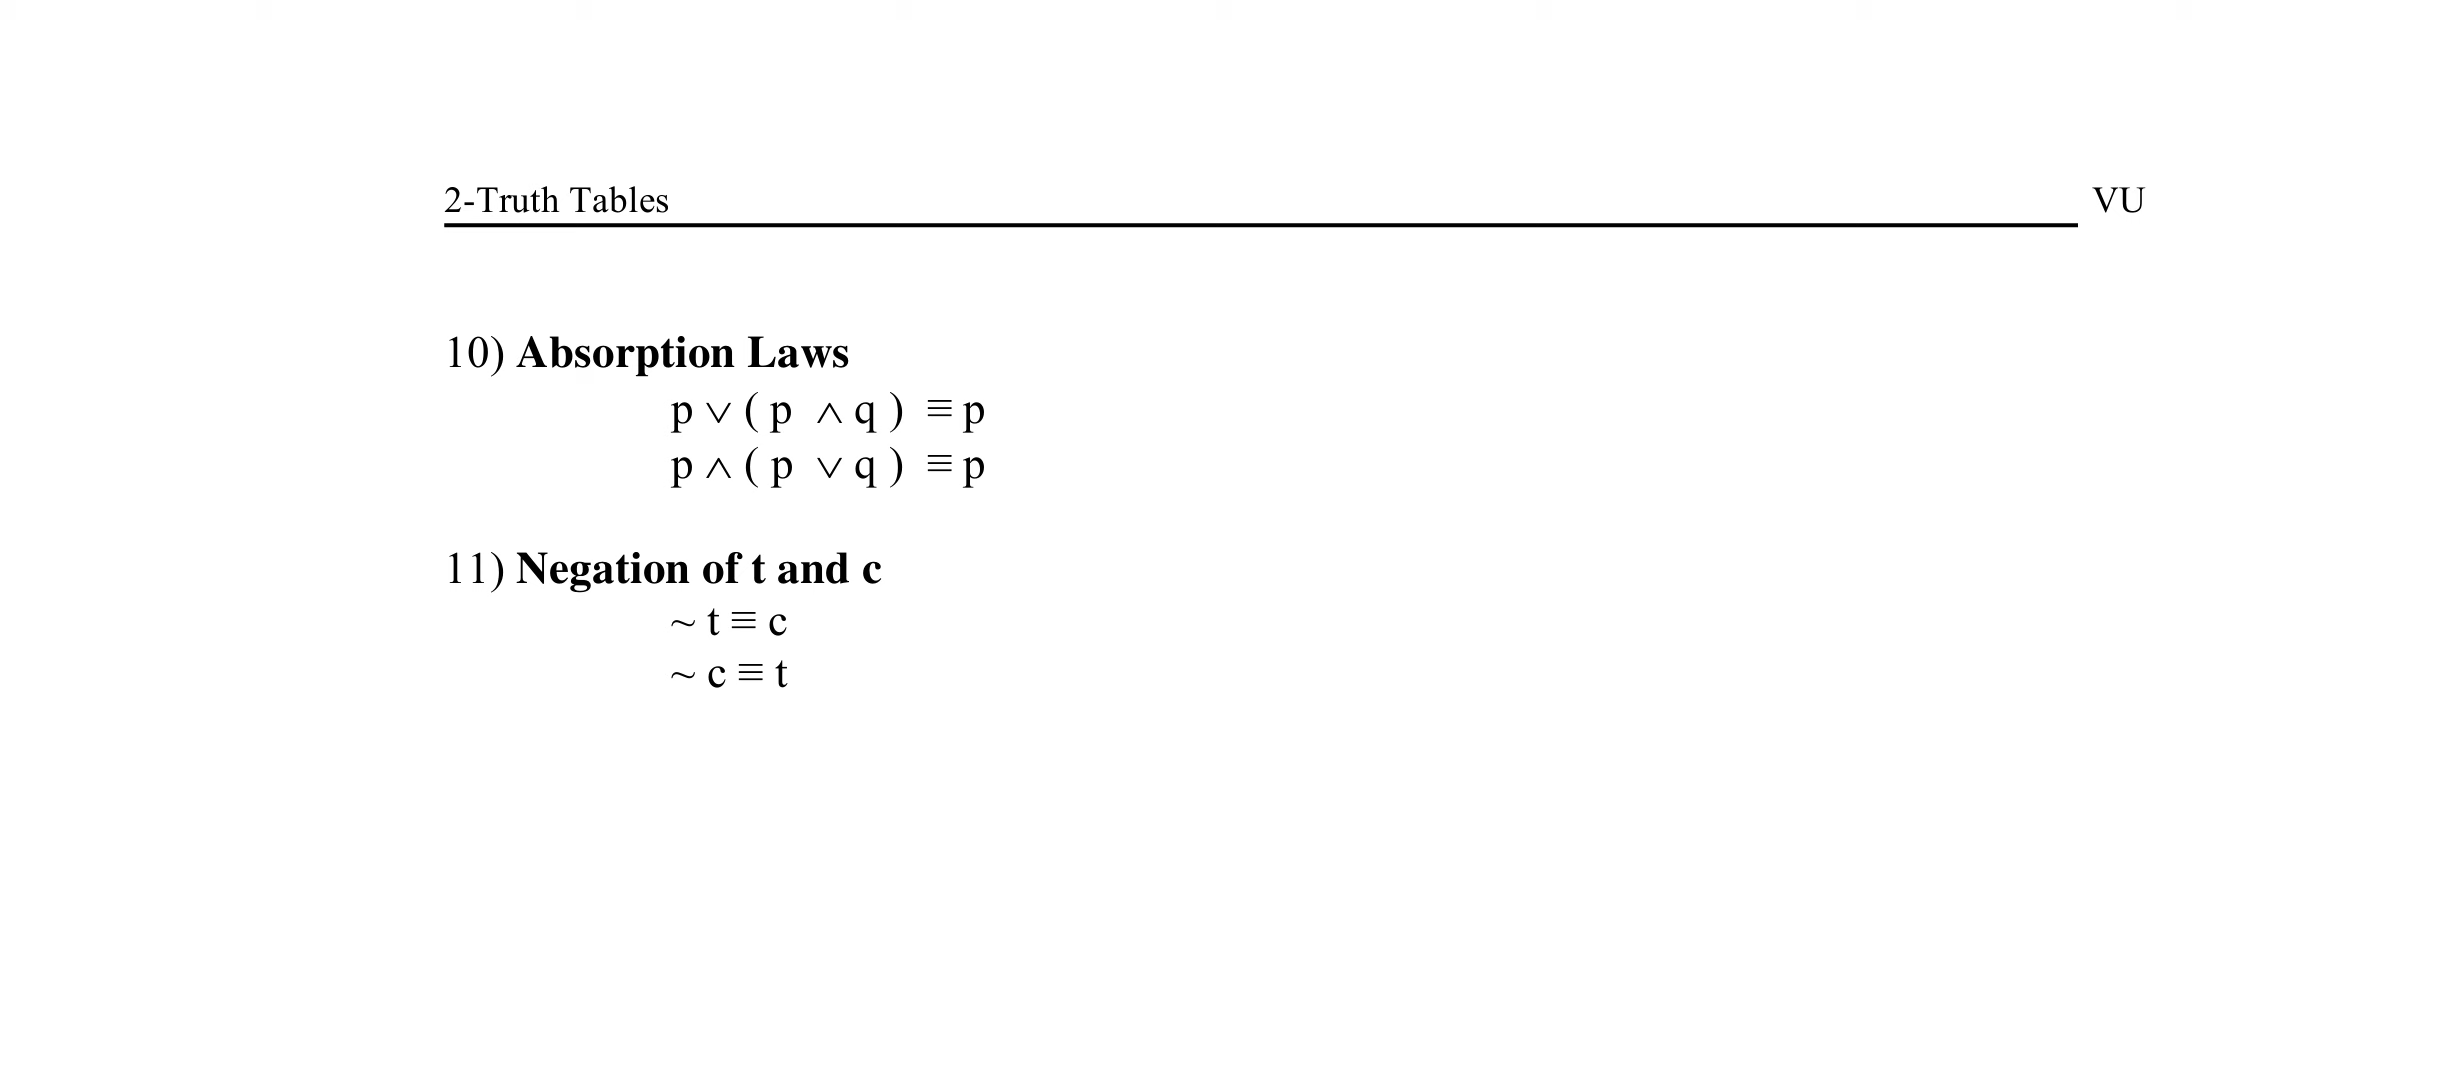 2-Truth Tables VU
10) Absorption Laws
p ∨ ( p ∧ q ) ≡ p
p ∧ ( p ∨ q ) ≡ p
11) Negation of t and c
~ t ≡ c
~ c ≡ t